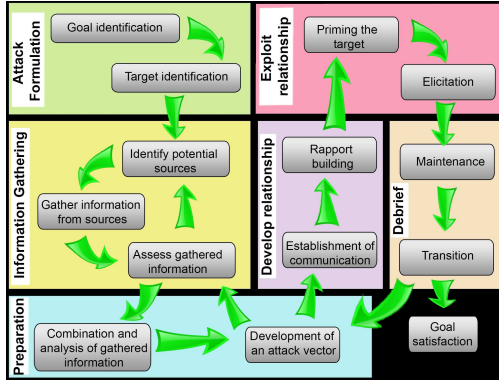 Attack
Formulation
Goal identification
Target identification
Exploit
relationship
Priming the
target
Elicitation
Information Gathering
Identify potential
sources
Gather information
from sources
Assess gathered
information
Develop relationship
Rapport
building
Establishment of
communication
Debrief
Maintenance
Transition
Goal
satisfaction
Preparation
Combination and
analysis of gathered
information
Development of
an attack vector